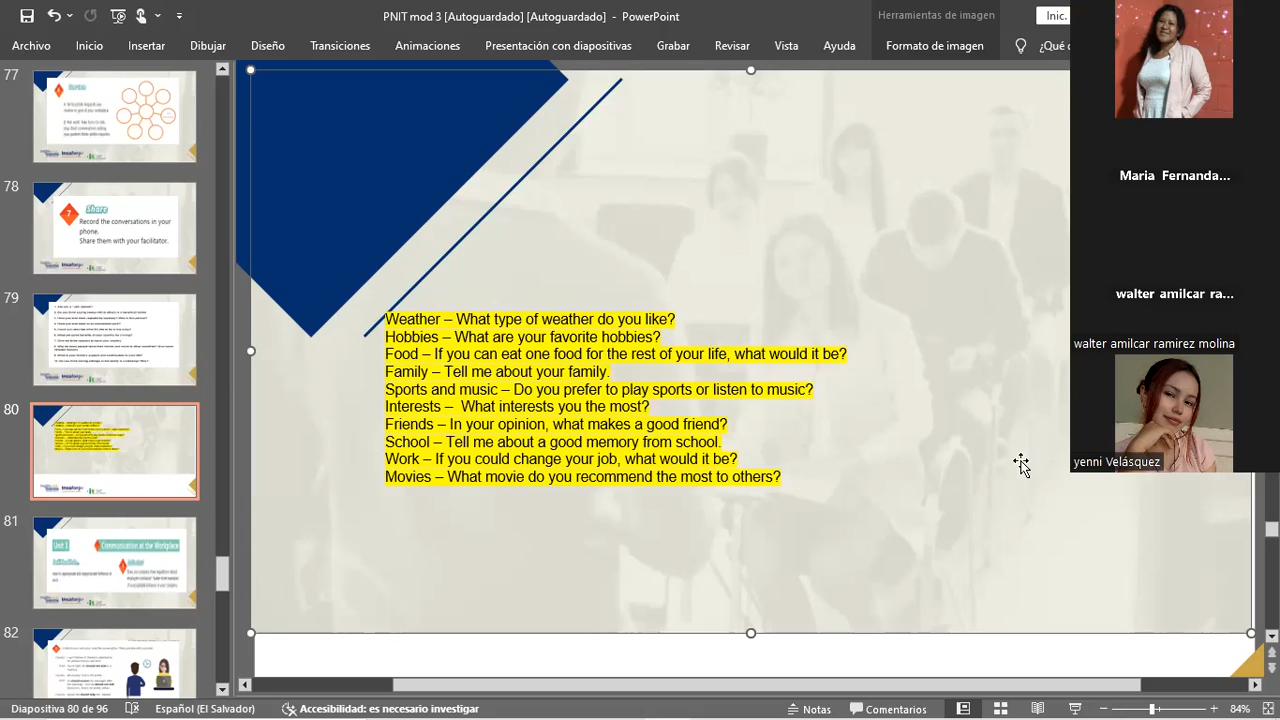 PNIT mod 3 [Autoguardado] [Autoguardado] - PowerPoint
Herramientas de imagen
Inic.
Archivo
Inicio
Insertar
Dibujar
Diseño
Transiciones
Animaciones
Presentación con diapositivas
Grabar
Revisar
Vista
Ayuda
Formato de imagen
¿Qué
77
78
7
Share
Record the conversations in your
phone.
Share them with your facilitator.
79
80
81
Unit 3
Communication at the Workplace
82
Weather – What type of weather do you like?
Hobbies – What are your favorite hobbies?
Food – If you can eat one food for the rest of your life, what would it be?
Family – Tell me about your family.
Sports and music – Do you prefer to play sports or listen to music?
Interests – What interests you the most?
Friends – In your opinion, what makes a good friend?
School – Tell me about a good memory from school.
Work – If you could change your job, what would it be?
Movies – What movie do you recommend the most to others?
Maria Fernanda...
walter amilcar ra...
walter amilcar ramirez molina
yenni Velásquez
Diapositiva 80 de 96
Español (El Salvador)
Accesibilidad: es necesario investigar
Notas
Comentarios
84%